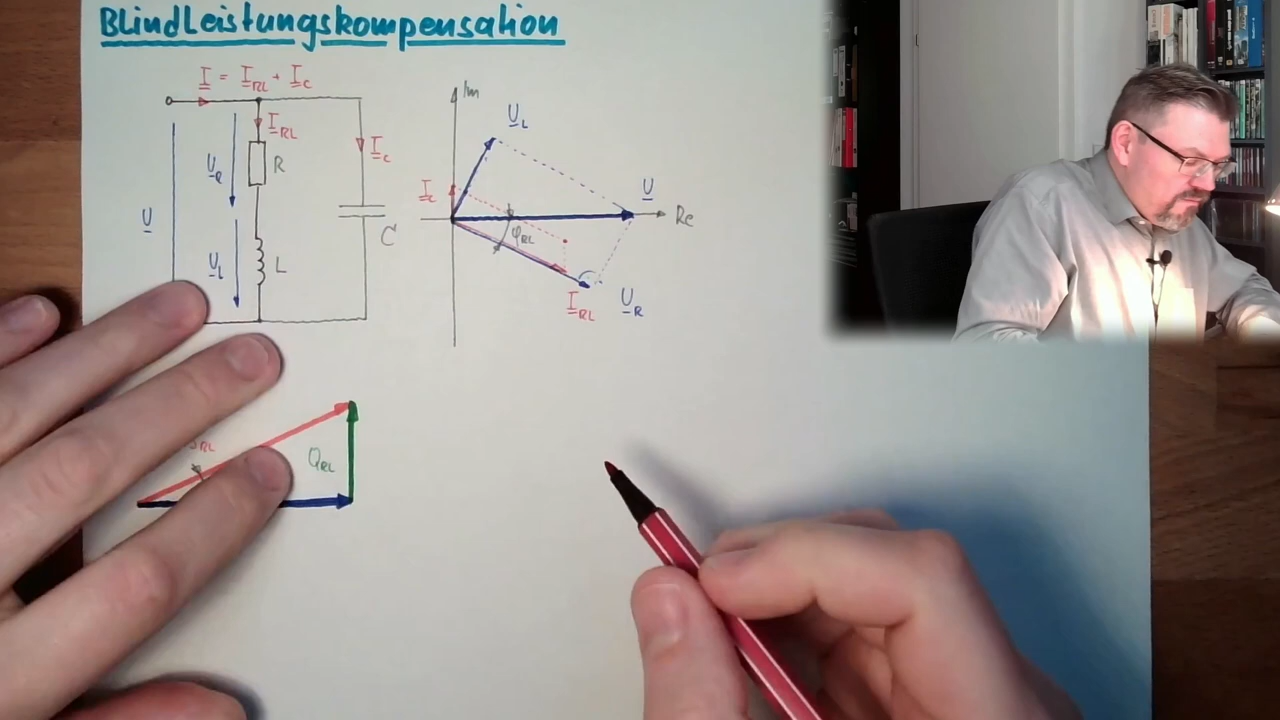 BLindLeistungskompensation
I = I_RL + I_C
I_RL
R
U_R
I_C
C
U
L
U_L
Im
U_L
I_C
U
Re
φ_RL
I_RL
U_R
Q_RL